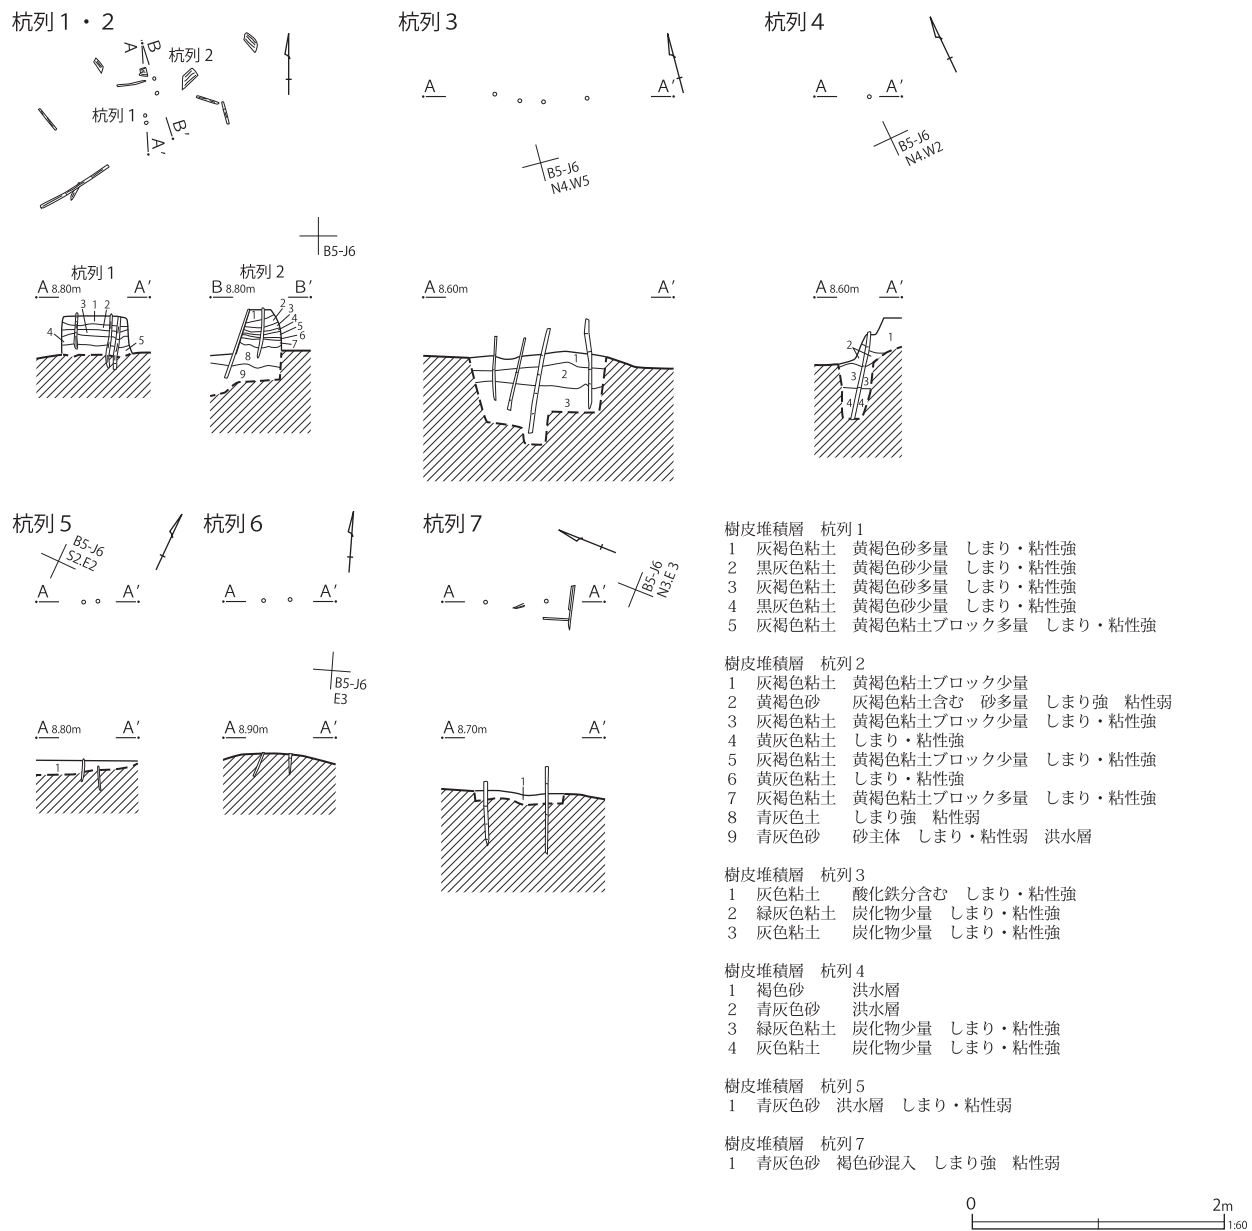 杭列1・2
A
B
杭列2
杭列1
A′
B′
B5-J6
杭列1
A 8.80m A′
3 1 2
4
5
杭列2
B 8.80m B′
1
2
3
4
5
6
7
8
9
杭列3
A A′
B5-J6
N4.W5
A 8.60m A′
1
2
3
杭列4
A A′
B5-J6
N4.W2
A 8.60m A′
1
2
3 3
4 4
杭列5
B5-J6
S2.E2
A A′
A 8.80m A′
1
杭列6
A A′
B5-J6
E3
A 8.90m A′
杭列7
A A′
B5-J6
N3.E3
A 8.70m A′
1
樹皮堆積層 杭列1
1 灰褐色粘土 黄褐色砂多量 しまり・粘性強
2 黒灰色粘土 黄褐色砂少量 しまり・粘性強
3 灰褐色粘土 黄褐色砂多量 しまり・粘性強
4 黒灰色粘土 黄褐色砂少量 しまり・粘性強
5 灰褐色粘土 黄褐色粘土ブロック多量 しまり・粘性強
樹皮堆積層 杭列2
1 灰褐色粘土 黄褐色粘土ブロック少量
2 黄褐色砂 灰褐色粘土含む 砂多量 しまり強 粘性弱
3 灰褐色粘土 黄褐色粘土ブロック少量 しまり・粘性強
4 黄灰色粘土 しまり・粘性強
5 灰褐色粘土 黄褐色粘土ブロック少量 しまり・粘性強
6 黄灰色粘土 しまり・粘性強
7 灰褐色粘土 黄褐色粘土ブロック多量 しまり・粘性強
8 青灰色土 しまり強 粘性弱
9 青灰色砂 砂主体 しまり・粘性弱 洪水層
樹皮堆積層 杭列3
1 灰色粘土 酸化鉄分含む しまり・粘性強
2 緑灰色粘土 炭化物少量 しまり・粘性強
3 灰色粘土 炭化物少量 しまり・粘性強
樹皮堆積層 杭列4
1 褐色砂 洪水層
2 青灰色砂 洪水層
3 緑灰色粘土 炭化物少量 しまり・粘性強
4 灰色粘土 炭化物少量 しまり・粘性強
樹皮堆積層 杭列5
1 青灰色砂 洪水層 しまり・粘性弱
樹皮堆積層 杭列7
1 青灰色砂 褐色砂混入 しまり強 粘性弱
0 2m
1:60